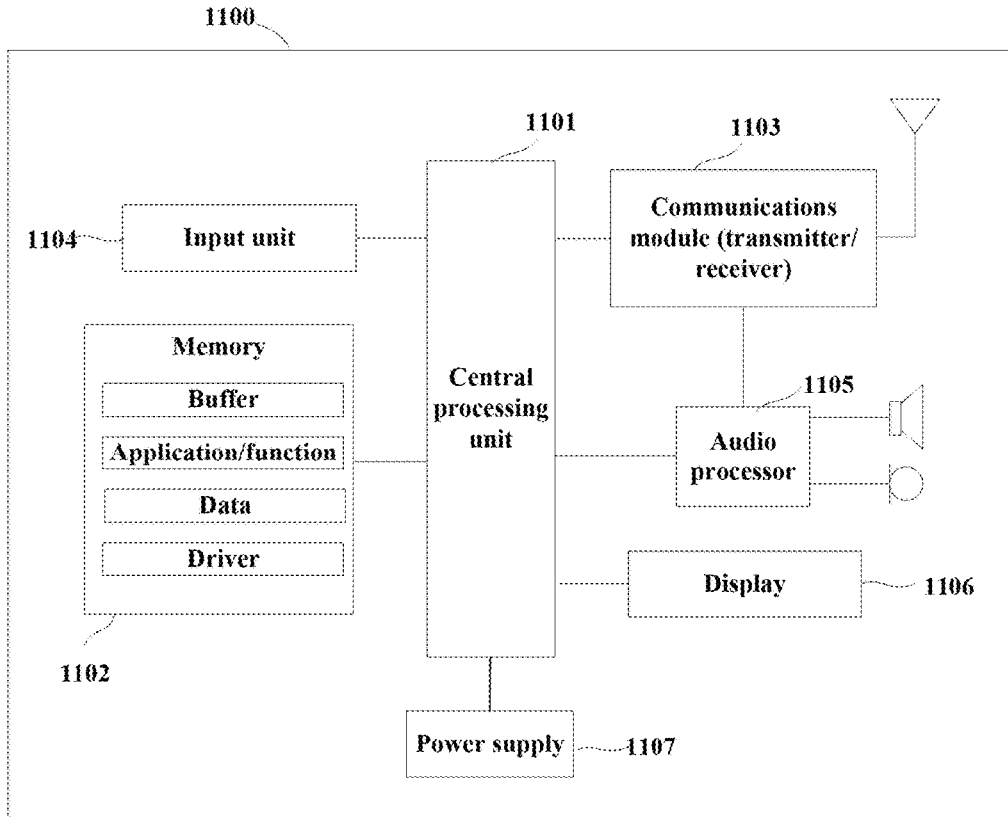 1100
1101
1103
1104
Input unit
Communications
module (transmitter/
receiver)
Memory
Buffer
Application/function
Data
Driver
1102
Central
processing
unit
1105
Audio
processor
Display
1106
Power supply
1107